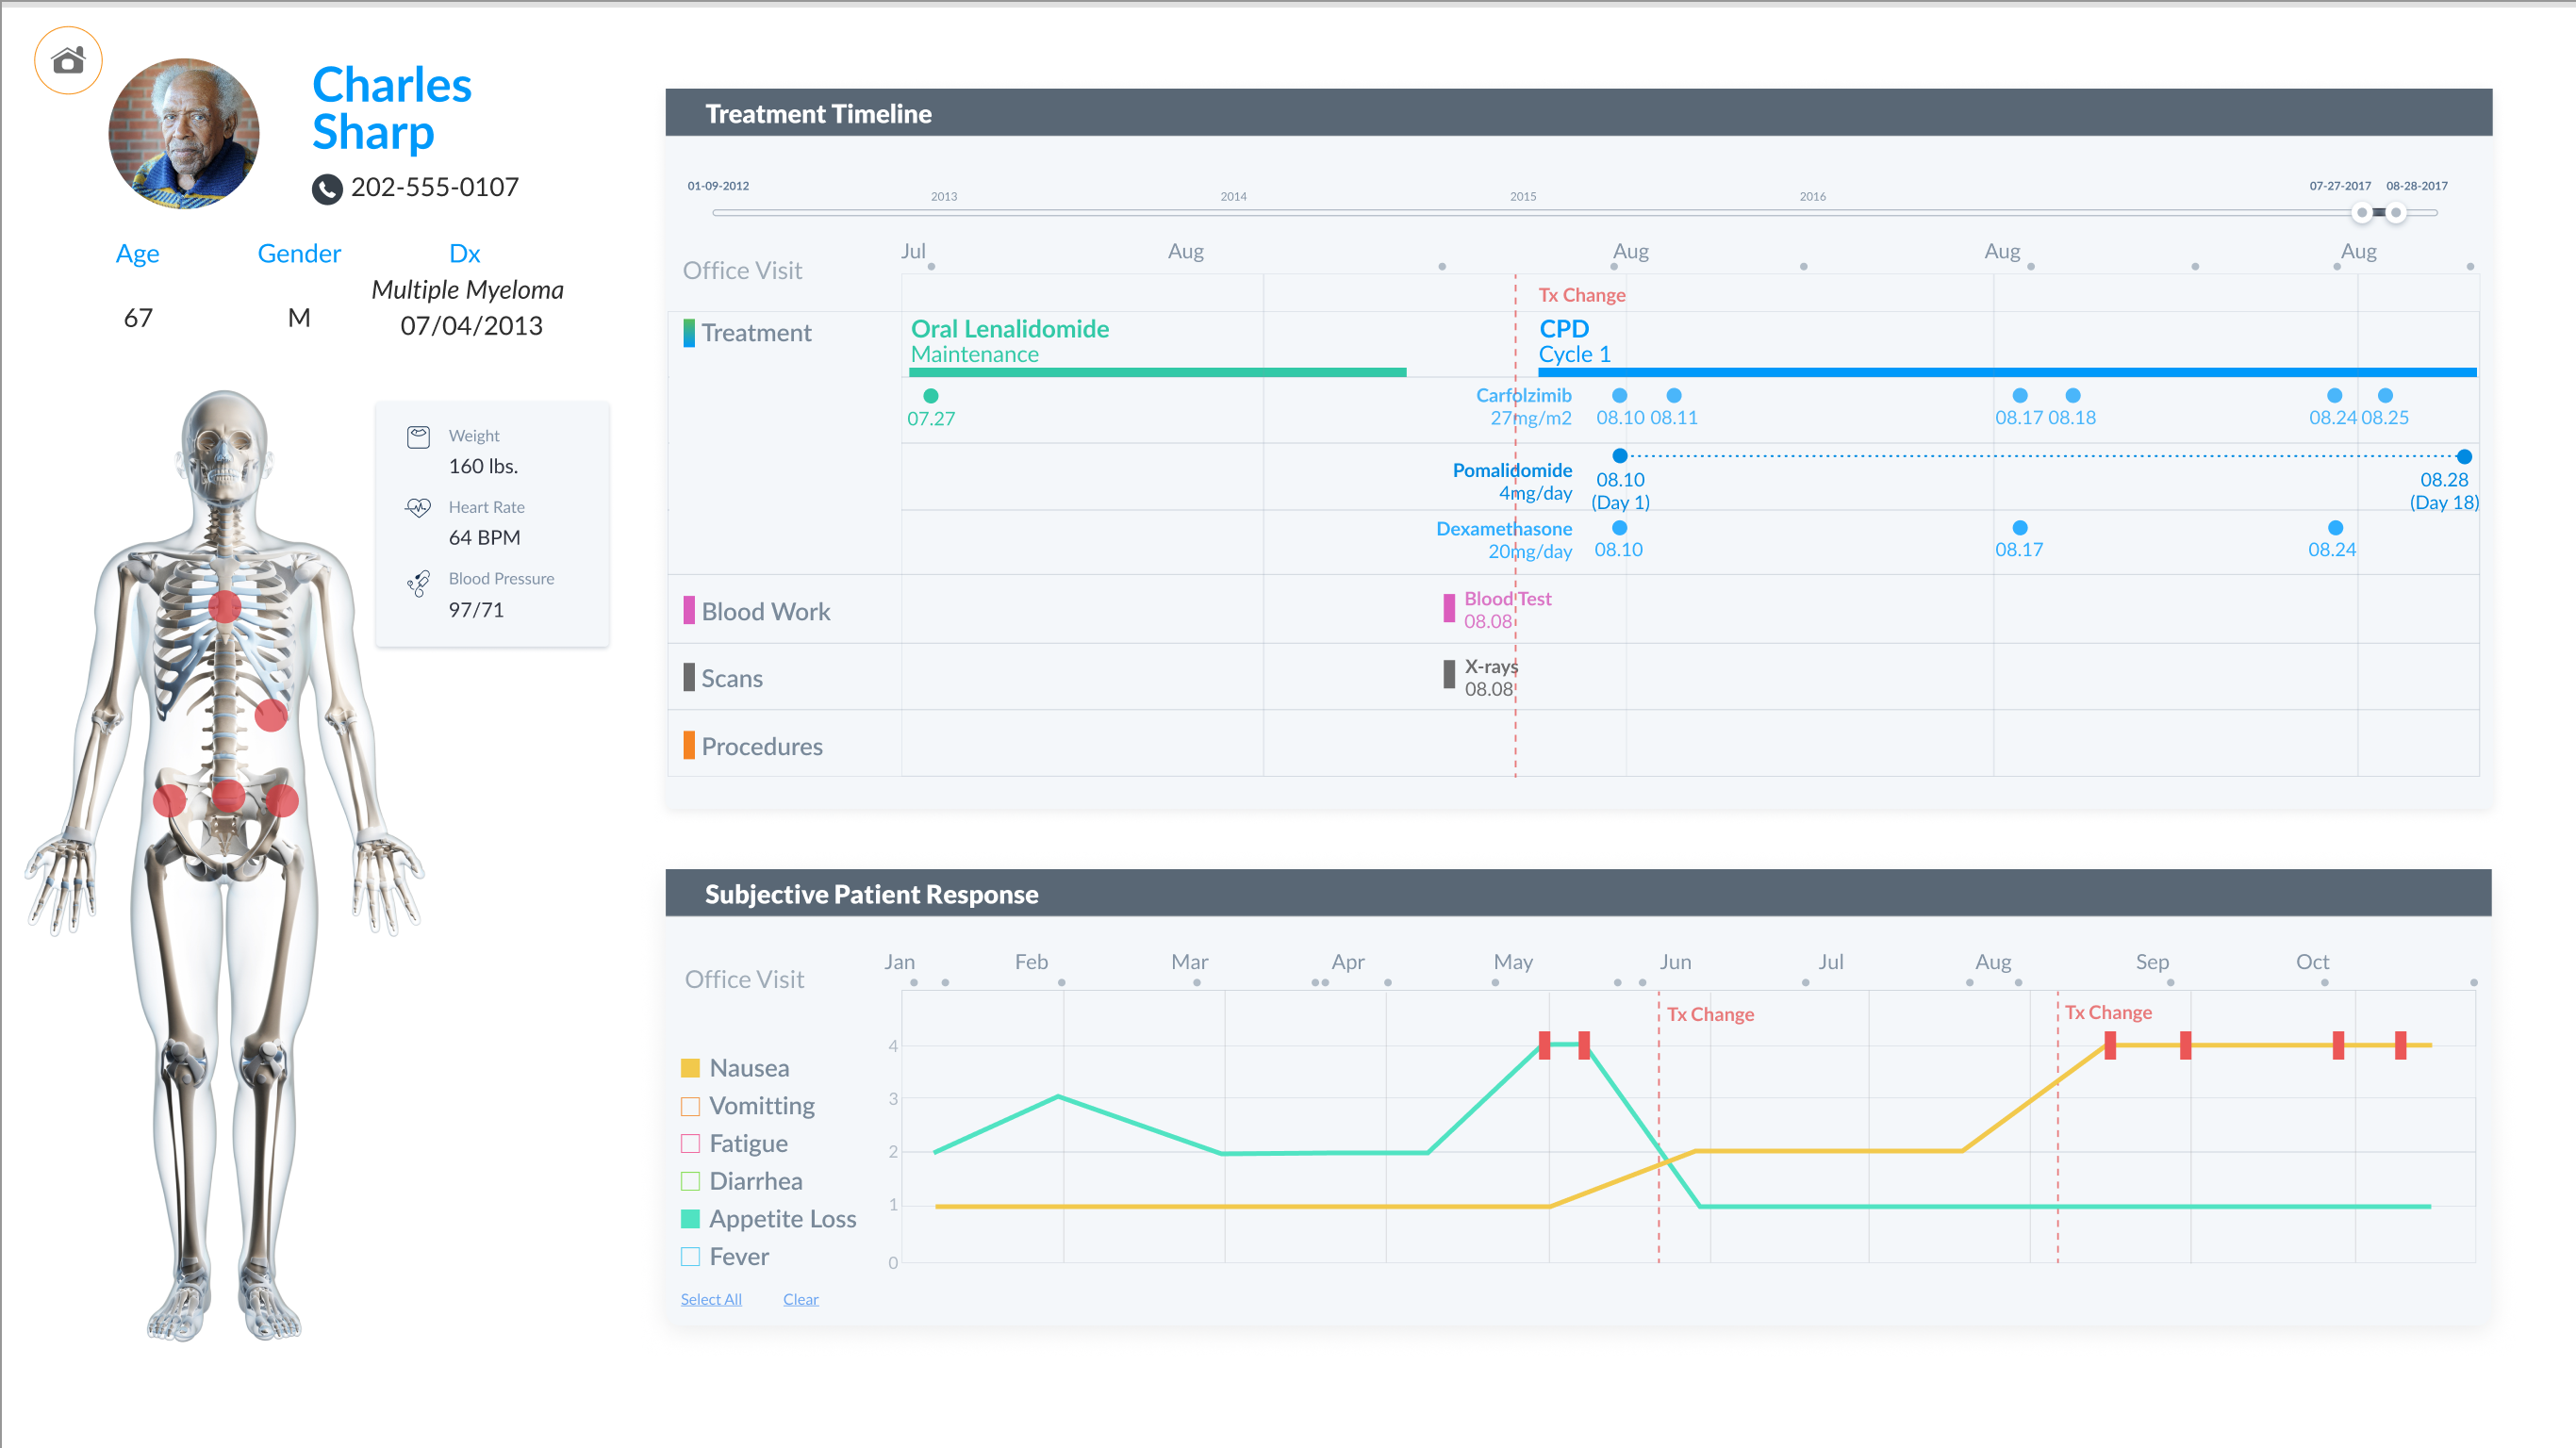 Charles
Sharp
202-555-0107
Age
Gender
Dx
67
M
Multiple Myeloma
07/04/2013
Weight
160 lbs.
Heart Rate
64 BPM
Blood Pressure
97/71
Treatment Timeline
01-09-2012
2013
2014
2015
2016
07-27-2017
08-28-2017
Office Visit
Jul
Aug
Aug
Aug
Aug
Tx Change
Treatment
Oral Lenalidomide
Maintenance
CPD
Cycle 1
07.27
Carfolzimib
27mg/m2
08.10
08.11
08.17
08.18
08.24
08.25
Pomalidomide
4mg/day
08.10
(Day 1)
08.28
(Day 18)
Dexamethasone
20mg/day
08.10
08.17
08.24
Blood Work
Blood Test
08.08
Scans
X-rays
08.08
Procedures
Subjective Patient Response
Office Visit
Jan
Feb
Mar
Apr
May
Jun
Jul
Aug
Sep
Oct
Tx Change
Tx Change
4
3
2
1
0
Nausea
Vomitting
Fatigue
Diarrhea
Appetite Loss
Fever
Select All
Clear